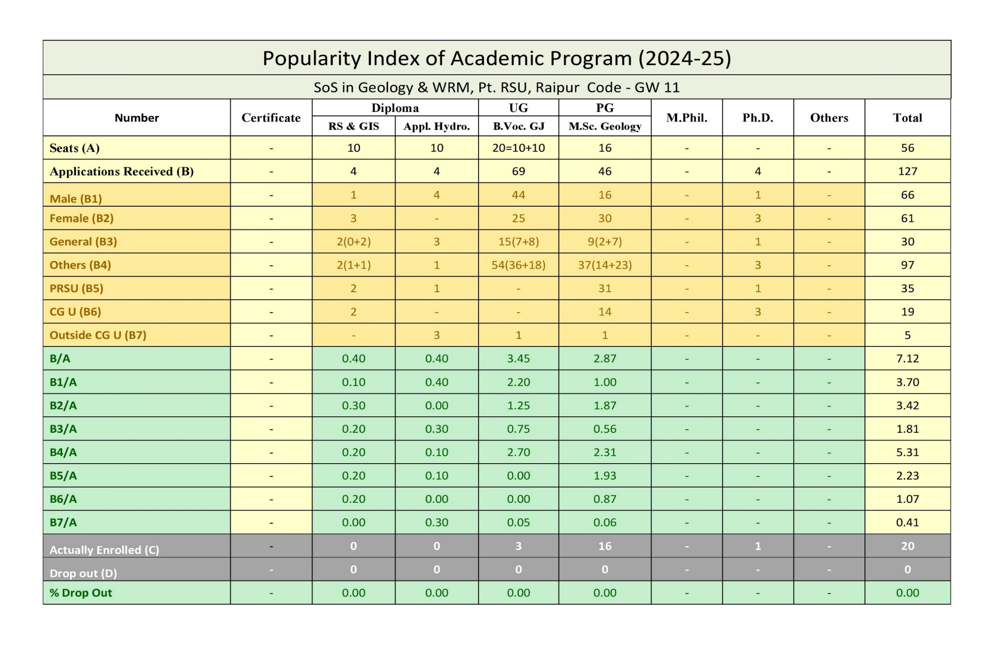 Popularity Index of Academic Program (2024-25)
SoS in Geology & WRM, Pt. RSU, Raipur  Code - GW 11
Number Certificate Diploma UG PG M.Phil. Ph.D. Others Total
RS & GIS Appl. Hydro. B.Voc. GJ M.Sc. Geology
Seats (A) - 10 10 20=10+10 16 - - - 56
Applications Received (B) - 4 4 69 46 - 4 - 127
Male (B1) - 1 4 44 16 - 1 - 66
Female (B2) - 3 - 25 30 - 3 - 61
General (B3) - 2(0+2) 3 15(7+8) 9(2+7) - 1 - 30
Others (B4) - 2(1+1) 1 54(36+18) 37(14+23) - 3 - 97
PRSU (B5) - 2 1 - 31 - 1 - 35
CG U (B6) - 2 - - 14 - 3 - 19
Outside CG U (B7) - - 3 1 1 - - - 5
B/A - 0.40 0.40 3.45 2.87 - - - 7.12
B1/A - 0.10 0.40 2.20 1.00 - - - 3.70
B2/A - 0.30 0.00 1.25 1.87 - - - 3.42
B3/A - 0.20 0.30 0.75 0.56 - - - 1.81
B4/A - 0.20 0.10 2.70 2.31 - - - 5.31
B5/A - 0.20 0.10 0.00 1.93 - - - 2.23
B6/A - 0.20 0.00 0.00 0.87 - - - 1.07
B7/A - 0.00 0.30 0.05 0.06 - - - 0.41
Actually Enrolled (C) - 0 0 3 16 - 1 - 20
Drop out (D) - 0 0 0 0 - - - 0
% Drop Out - 0.00 0.00 0.00 0.00 - - - 0.00